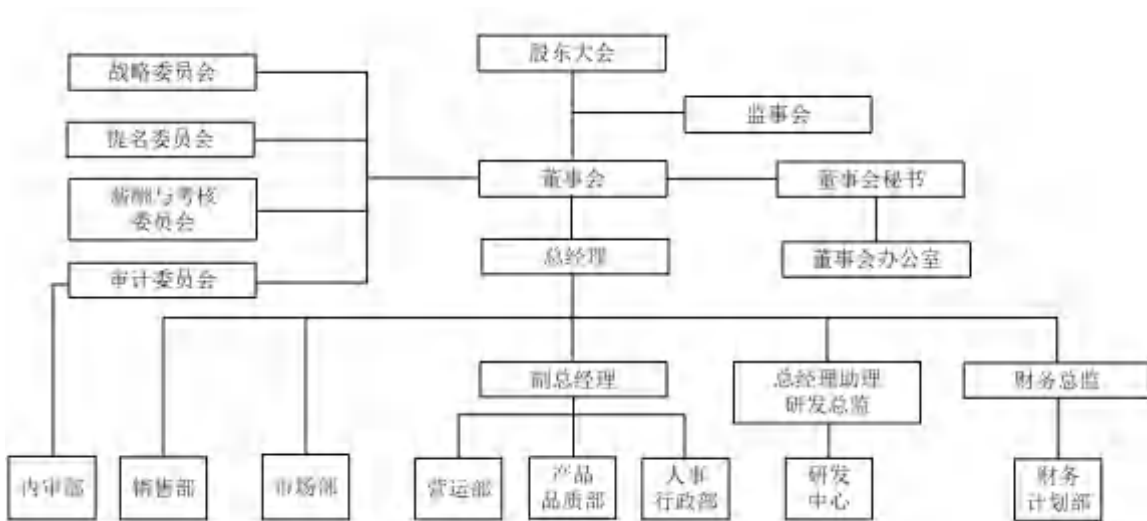 股东大会
战略委员会
监事会
提名委员会
董事会
董事会秘书
薪酬与考核
委员会
总经理
董事会办公室
审计委员会
副总经理
总经理助理
研发总监
财务总监
内审部
销售部
市场部
营运部
产品
品质部
人事
行政部
研发
中心
财务
计划部